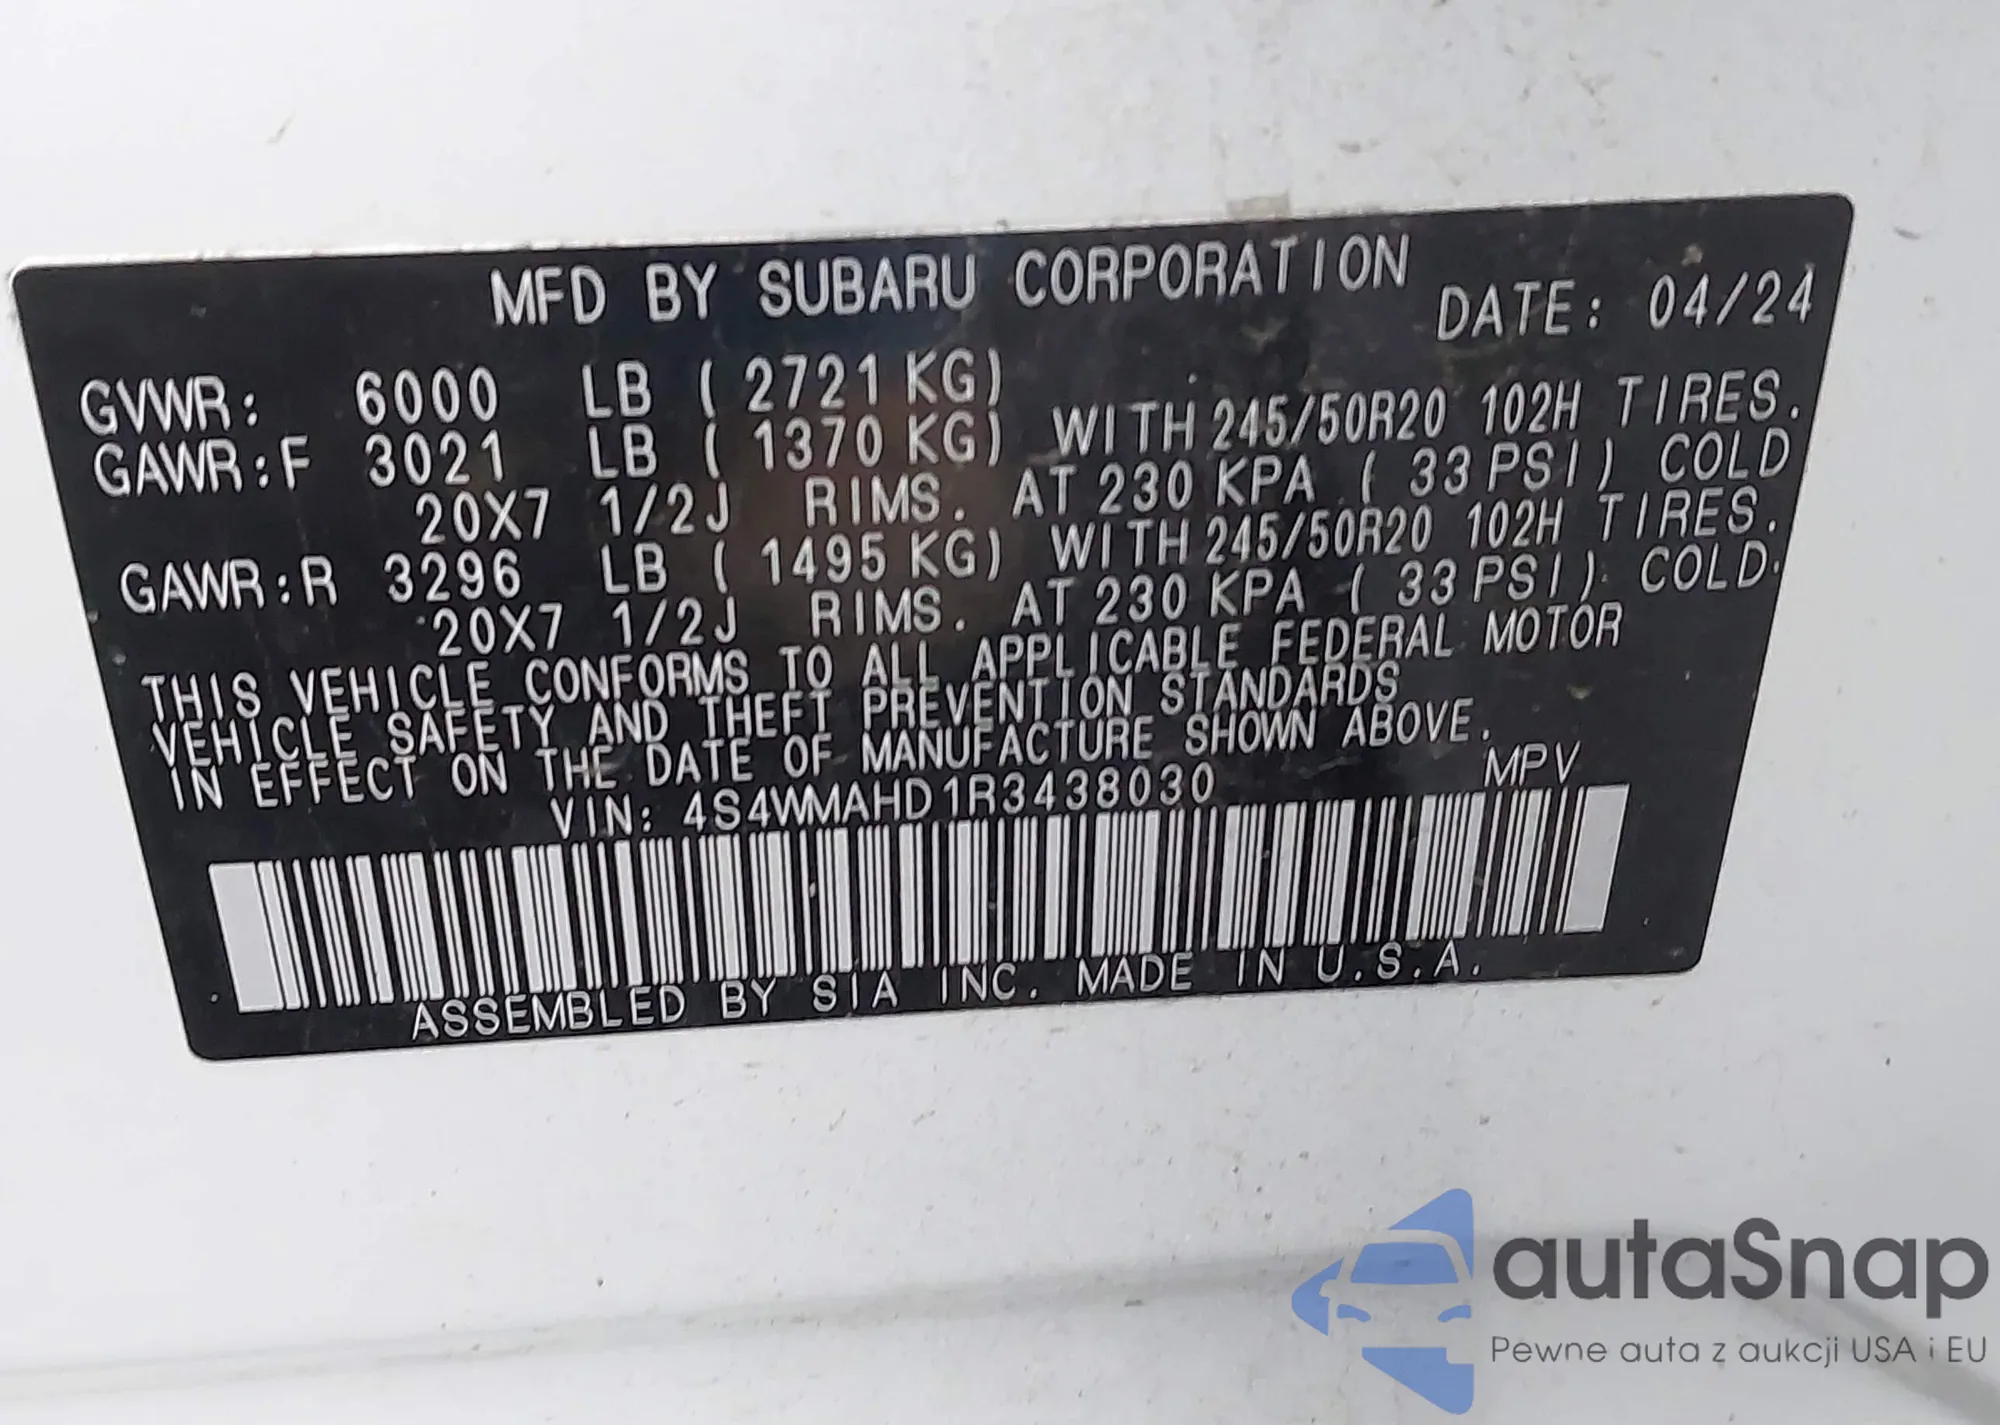 MFD BY SUBARU CORPORATION DATE: 04/24
GVWR: 6000 LB ( 2721 KG)
GAWR:F 3021 LB ( 1370 KG) WITH 245/50R20 102H TIRES.
20X7 1/2J RIMS. AT 230 KPA ( 33 PSI) COLD
GAWR:R 3296 LB ( 1495 KG) WITH 245/50R20 102H TIRES.
20X7 1/2J RIMS. AT 230 KPA ( 33 PSI) COLD.
THIS VEHICLE CONFORMS TO ALL APPLICABLE FEDERAL MOTOR
VEHICLE SAFETY AND THEFT PREVENTION STANDARDS
IN EFFECT ON THE DATE OF MANUFACTURE SHOWN ABOVE.
VIN: 4S4WMAHD1R3438030 MPV
ASSEMBLED BY SIA INC. MADE IN U.S.A.
autaSnap
Pewne auta z aukcji USA i EU